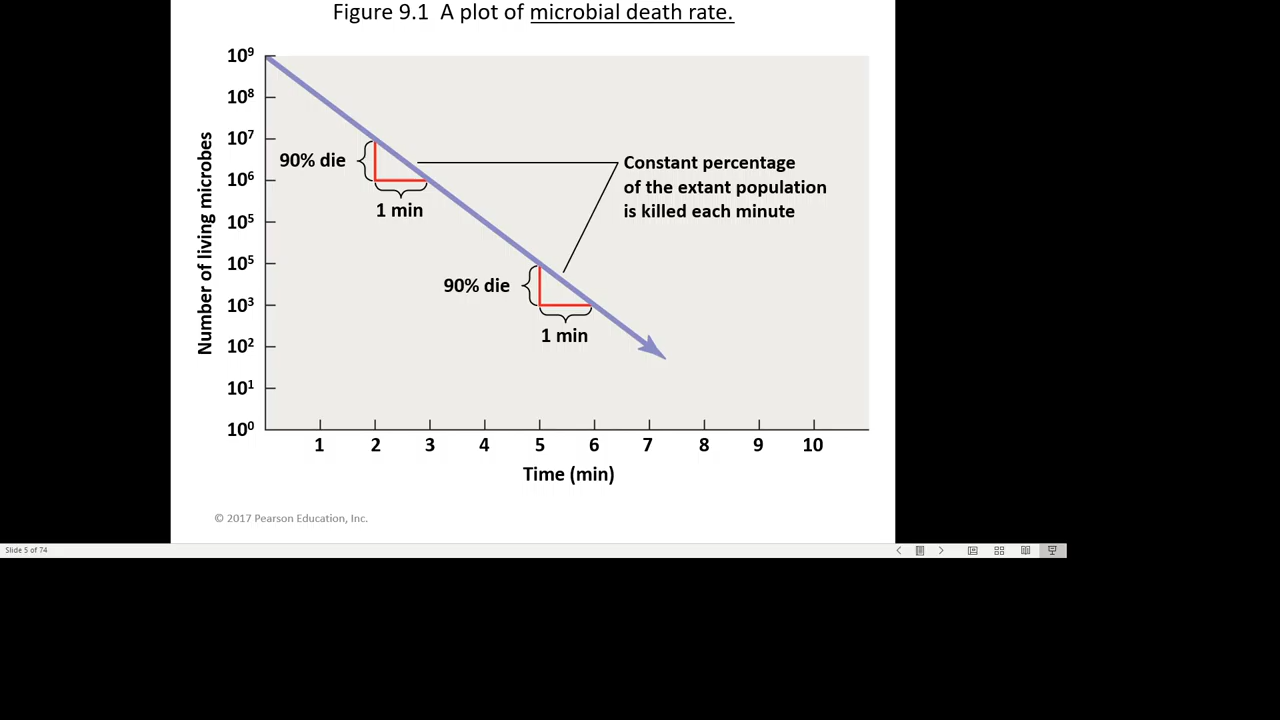 Figure 9.1 A plot of microbial death rate.
10⁹
10⁸
10⁷
10⁶
10⁵
10⁵
10³
10²
10¹
10⁰
Number of living microbes
90% die
1 min
90% die
1 min
Constant percentage
of the extant population
is killed each minute
1 2 3 4 5 6 7 8 9 10
Time (min)
© 2017 Pearson Education, Inc.
Slide 5 of 74